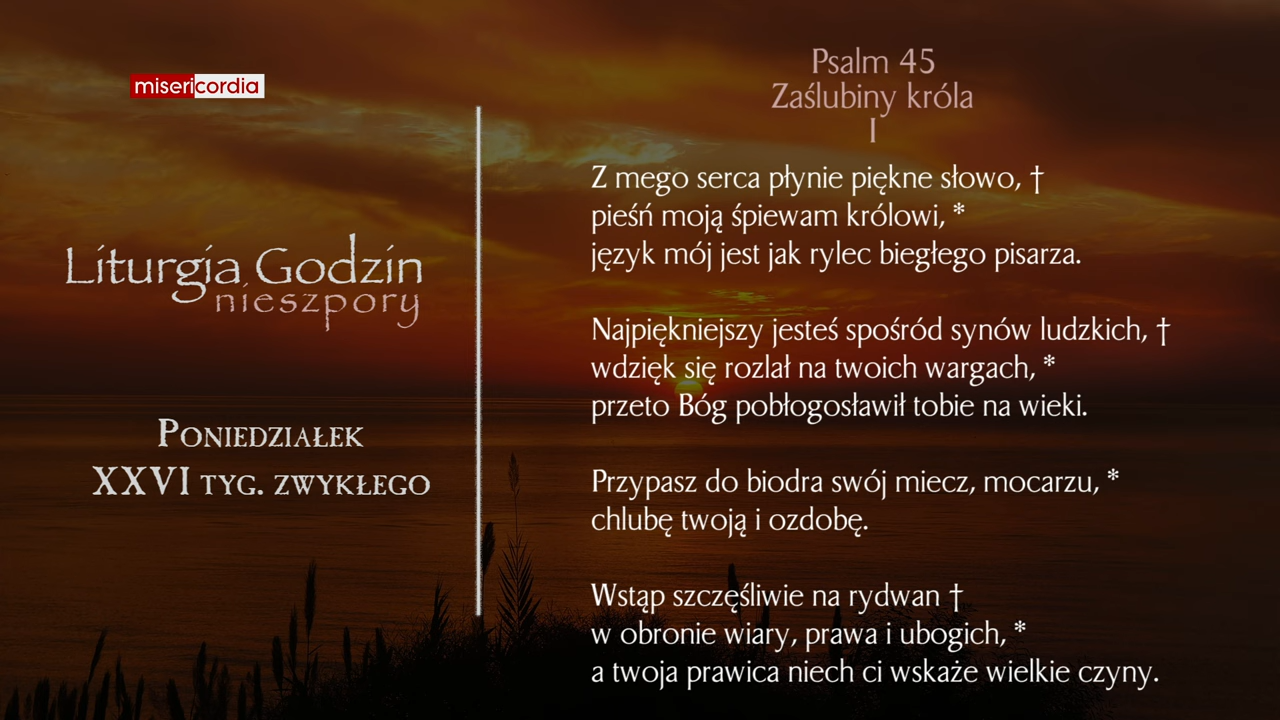 misericordia
Liturgia Godzin
nieszpory
Poniedziałek
XXVI tyg. zwykłego
Psalm 45
Zaślubiny króla
I
Z mego serca płynie piękne słowo, †
pieśń moją śpiewam królowi, *
język mój jest jak rylec biegłego pisarza.
Najpiękniejszy jesteś spośród synów ludzkich, †
wdzięk się rozlał na twoich wargach, *
przeto Bóg pobłogosławił tobie na wieki.
Przypasz do biodra swój miecz, mocarzu, *
chlubę twoją i ozdobę.
Wstąp szczęśliwie na rydwan †
w obronie wiary, prawa i ubogich, *
a twoja prawica niech ci wskaże wielkie czyny.